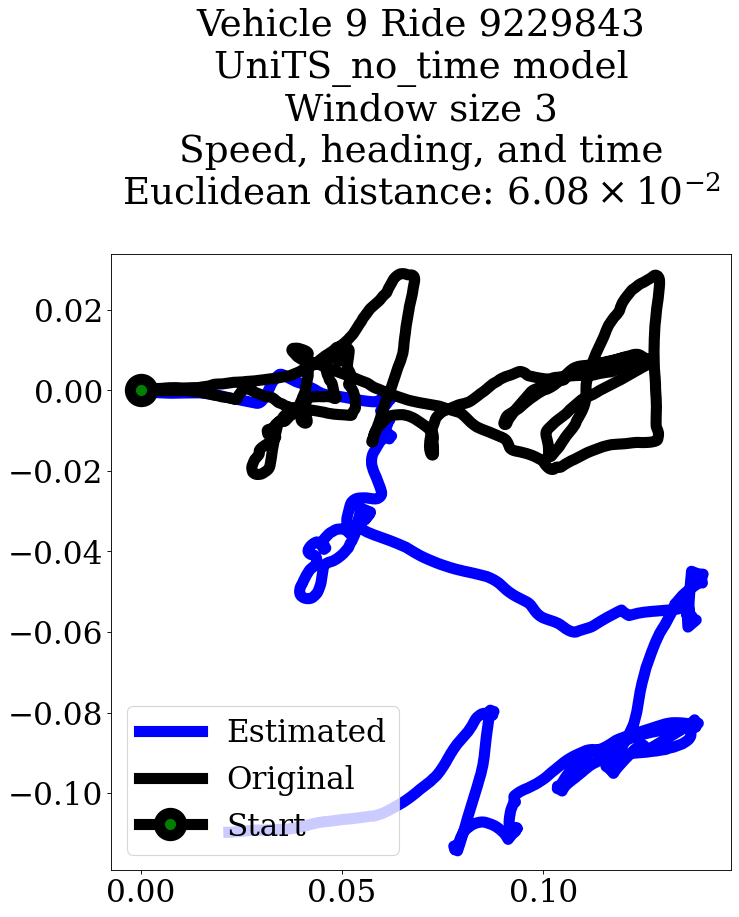 Vehicle 9 Ride 9229843
UniTS_no_time model
Window size 3
Speed, heading, and time
Euclidean distance: 6.08 × 10⁻²
0.02
0.00
−0.02
−0.04
−0.06
−0.08
−0.10
Estimated
Original
Start
0.00 0.05 0.10